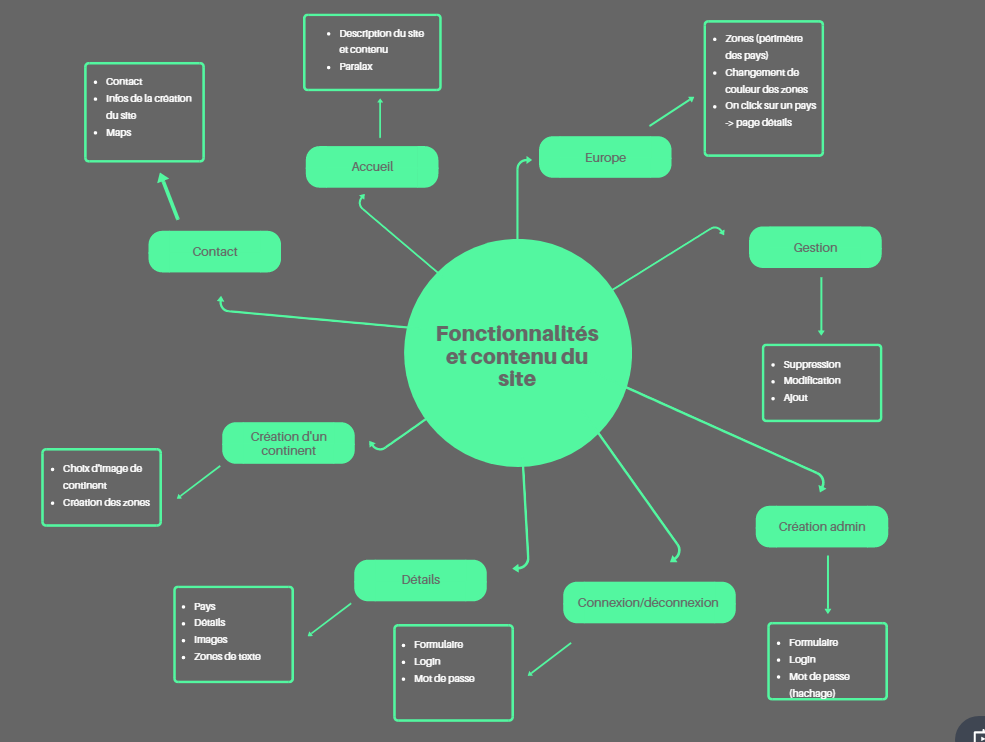 Description du site
et contenu
Paralax
Zones (périmètre
des pays)
Changement de
couleur des zones
On click sur un pays
-> page détails
Contact
Infos de la création
du site
Maps
Accueil
Europe
Contact
Gestion
Fonctionnalités
et contenu du
site
Suppression
Modification
Ajout
Création d'un
continent
Choix d'image de
continent
Création des zones
Création admin
Détails
Connexion/déconnexion
Pays
Détails
Images
Zones de texte
Formulaire
Login
Mot de passe
Formulaire
Login
Mot de passe
(hachage)